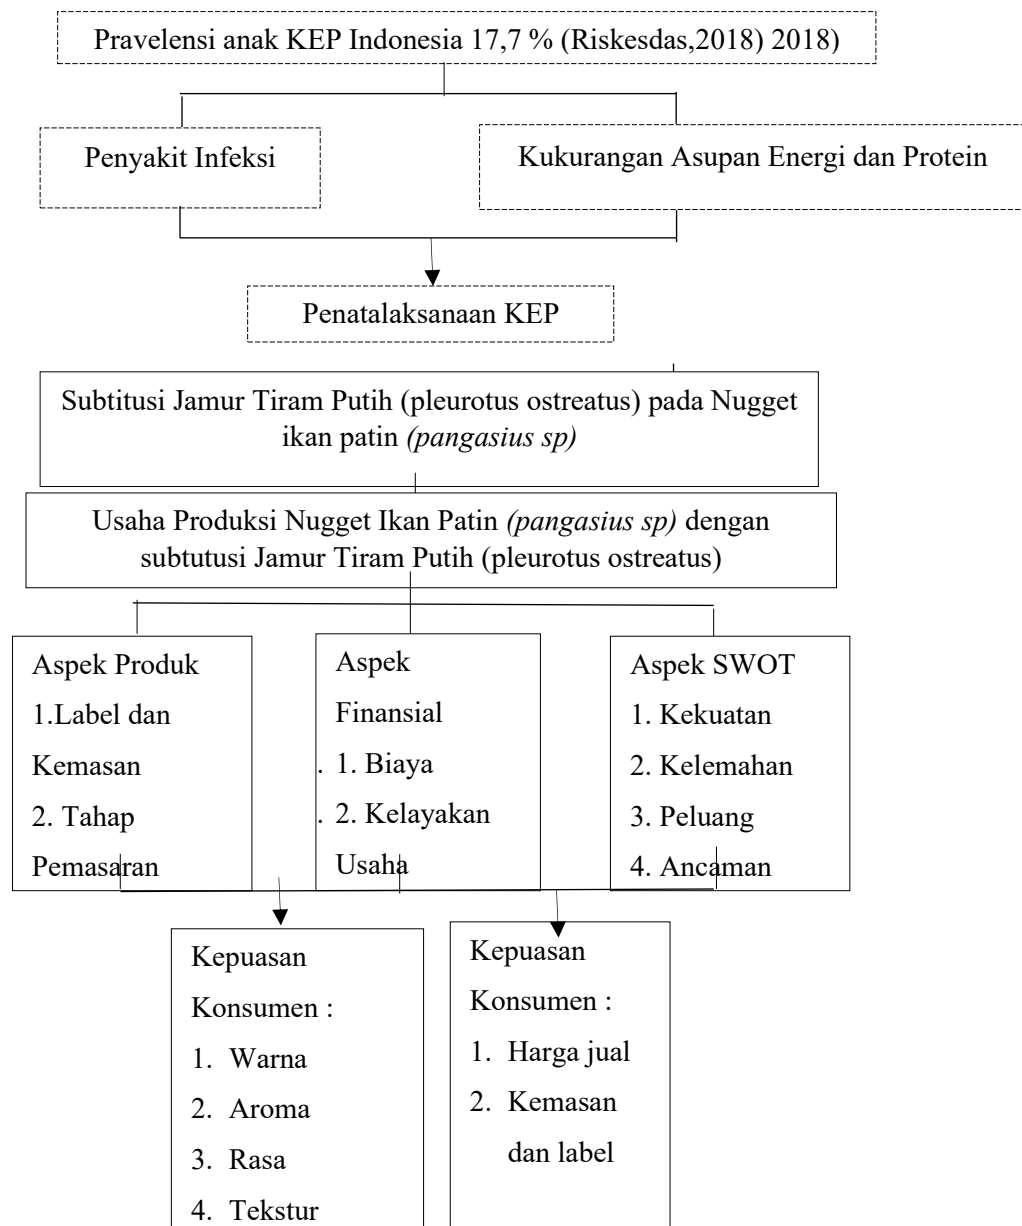 Pravelensi anak KEP Indonesia 17,7 % (Riskesdas,2018) 2018)
Penyakit Infeksi
Kukurangan Asupan Energi dan Protein
Penatalaksanaan KEP
Subtitusi Jamur Tiram Putih (pleurotus ostreatus) pada Nugget
ikan patin (pangasius sp)
Usaha Produksi Nugget Ikan Patin (pangasius sp) dengan
subtutusi Jamur Tiram Putih (pleurotus ostreatus)
Aspek Produk
1.Label dan
Kemasan
2. Tahap
Pemasaran
Aspek
Finansial
. 1. Biaya
. 2. Kelayakan
Usaha
Aspek SWOT
1. Kekuatan
2. Kelemahan
3. Peluang
4. Ancaman
Kepuasan
Konsumen :
1. Warna
2. Aroma
3. Rasa
4. Tekstur
Kepuasan
Konsumen :
1. Harga jual
2. Kemasan
dan label